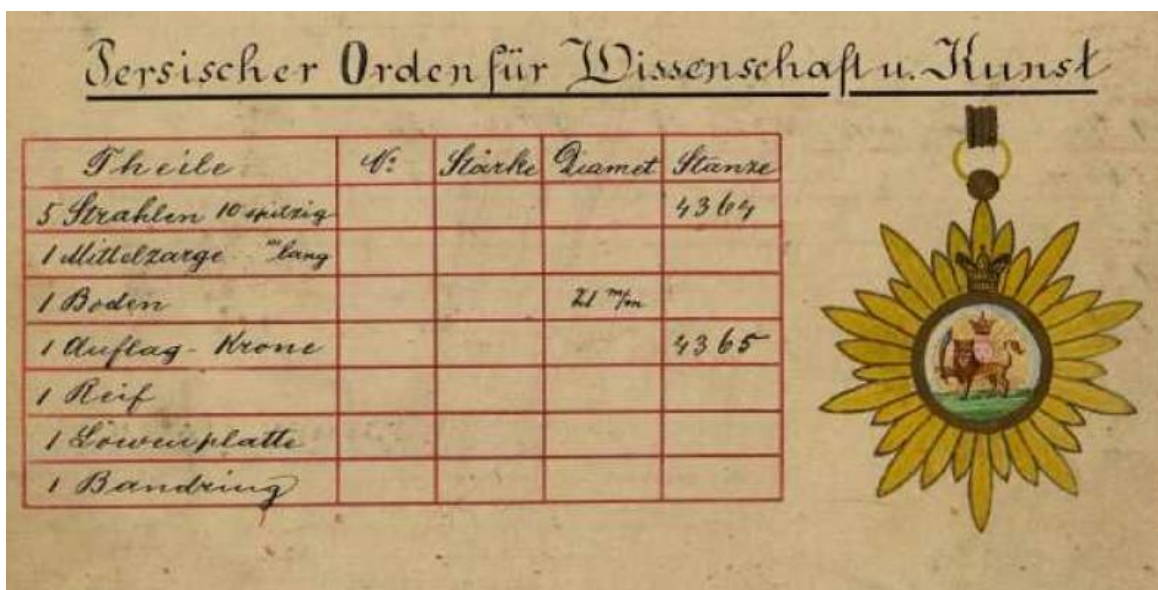 Persischer Orden für Wissenschaft u. Kunst
Theile N: Stärke Diamet Stanze
5 Strahlen 10 spitzig 4364
1 Mittelzarge m lang
1 Boden 21 m/m
1 Auflag-Krone 4365
1 Reif
1 Löwenplatte
1 Bandring